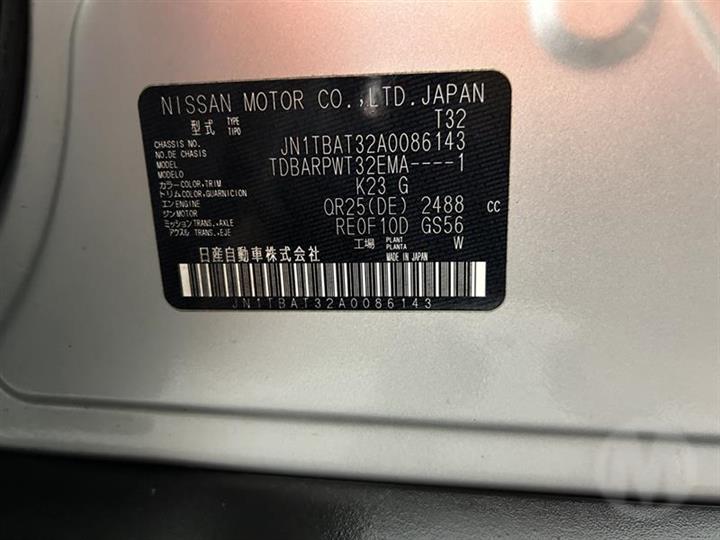 NISSAN MOTOR CO.,LTD.JAPAN
型式 TYPE TIPO T32
CHASSIS NO. JN1TBAT32A0086143
NO.DE CHASSIS
MODEL TDBARPWT32EMA----1
MODELO
カラー COLOR,TRIM K23 G
トリム COLOR,GUARNICION
エンジン ENGINE QR25(DE) 2488 cc
MOTOR
ミッション TRANS.,AXLE RE0F10D GS56
アクスル TRANS.,EJE
工場 PLANT PLANTA W
日産自動車株式会社 MADE IN JAPAN
JN1TBAT32A0086143
M